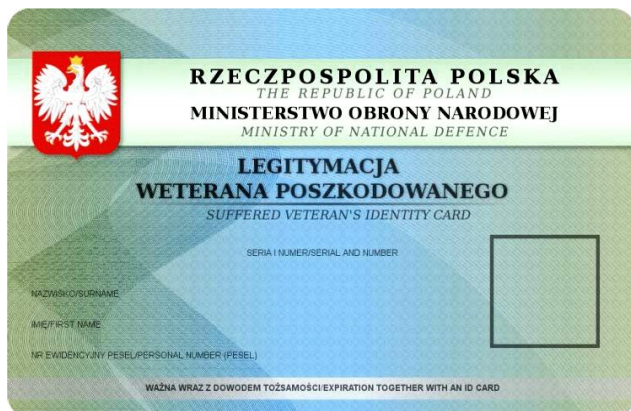 RZECZPOSPOLITA POLSKA
THE REPUBLIC OF POLAND
MINISTERSTWO OBRONY NARODOWEJ
MINISTRY OF NATIONAL DEFENCE
LEGITYMACJA
WETERANA POSZKODOWANEGO
SUFFERED VETERAN'S IDENTITY CARD
SERIA I NUMER/SERIAL AND NUMBER
NAZWISKO/SURNAME
IMIĘ/FIRST NAME
NR EWIDENCYJNY PESEL/PERSONAL NUMBER (PESEL)
WAŻNA WRAZ Z DOWODEM TOŻSAMOŚCI/EXPIRATION TOGETHER WITH AN ID CARD